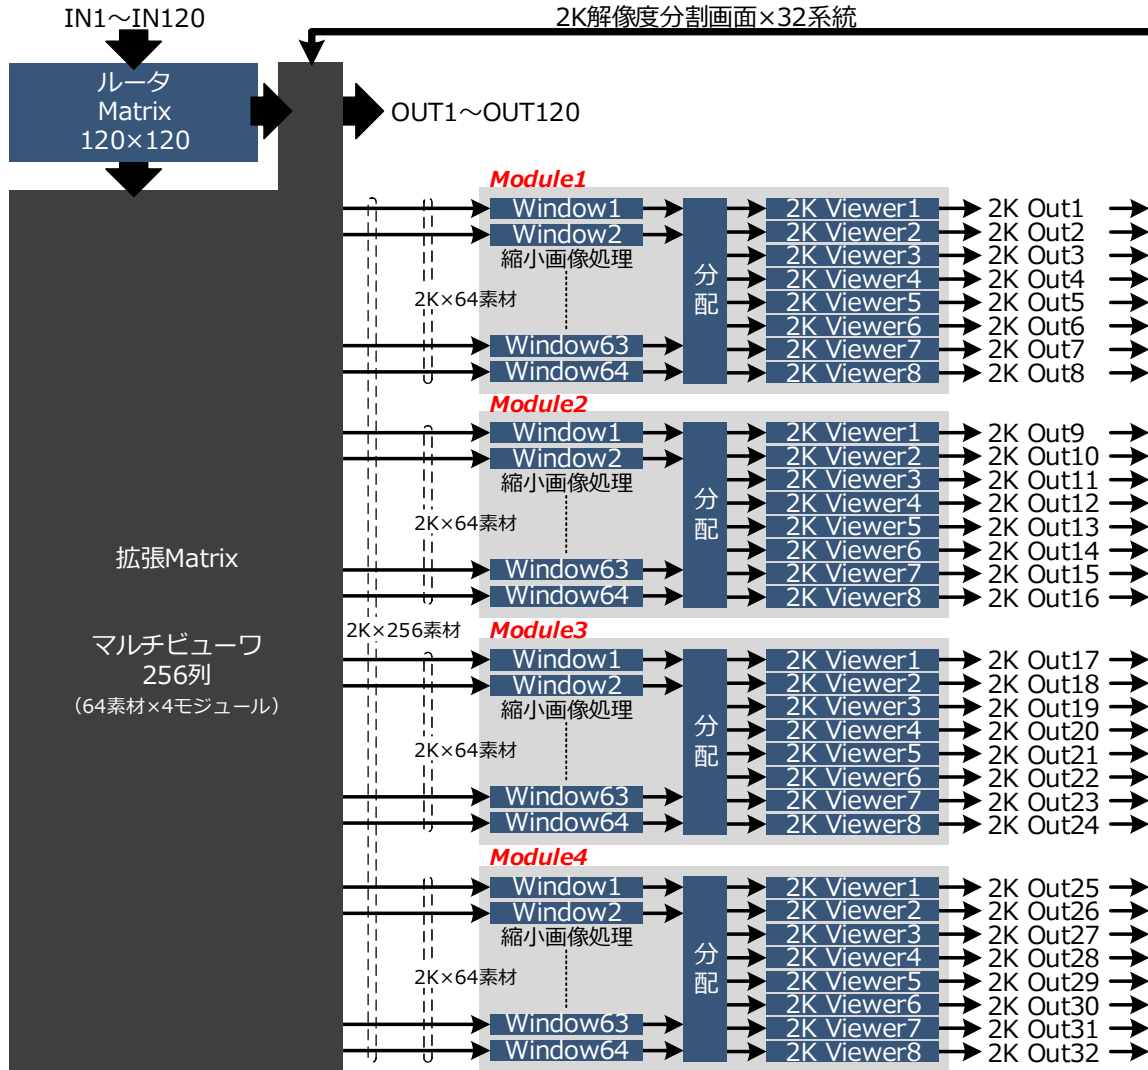 IN1～IN120
2K解像度分割画面×32系統
ルータ
Matrix
120×120
OUT1～OUT120
拡張Matrix
マルチビューワ
256列
（64素材×4モジュール）
2K×256素材
Module1
Window1
Window2
縮小画像処理
2K×64素材
Window63
Window64
分
配
2K Viewer1
2K Viewer2
2K Viewer3
2K Viewer4
2K Viewer5
2K Viewer6
2K Viewer7
2K Viewer8
2K Out1
2K Out2
2K Out3
2K Out4
2K Out5
2K Out6
2K Out7
2K Out8
Module2
Window1
Window2
縮小画像処理
2K×64素材
Window63
Window64
分
配
2K Viewer1
2K Viewer2
2K Viewer3
2K Viewer4
2K Viewer5
2K Viewer6
2K Viewer7
2K Viewer8
2K Out9
2K Out10
2K Out11
2K Out12
2K Out13
2K Out14
2K Out15
2K Out16
Module3
Window1
Window2
縮小画像処理
2K×64素材
Window63
Window64
分
配
2K Viewer1
2K Viewer2
2K Viewer3
2K Viewer4
2K Viewer5
2K Viewer6
2K Viewer7
2K Viewer8
2K Out17
2K Out18
2K Out19
2K Out20
2K Out21
2K Out22
2K Out23
2K Out24
Module4
Window1
Window2
縮小画像処理
2K×64素材
Window63
Window64
分
配
2K Viewer1
2K Viewer2
2K Viewer3
2K Viewer4
2K Viewer5
2K Viewer6
2K Viewer7
2K Viewer8
2K Out25
2K Out26
2K Out27
2K Out28
2K Out29
2K Out30
2K Out31
2K Out32